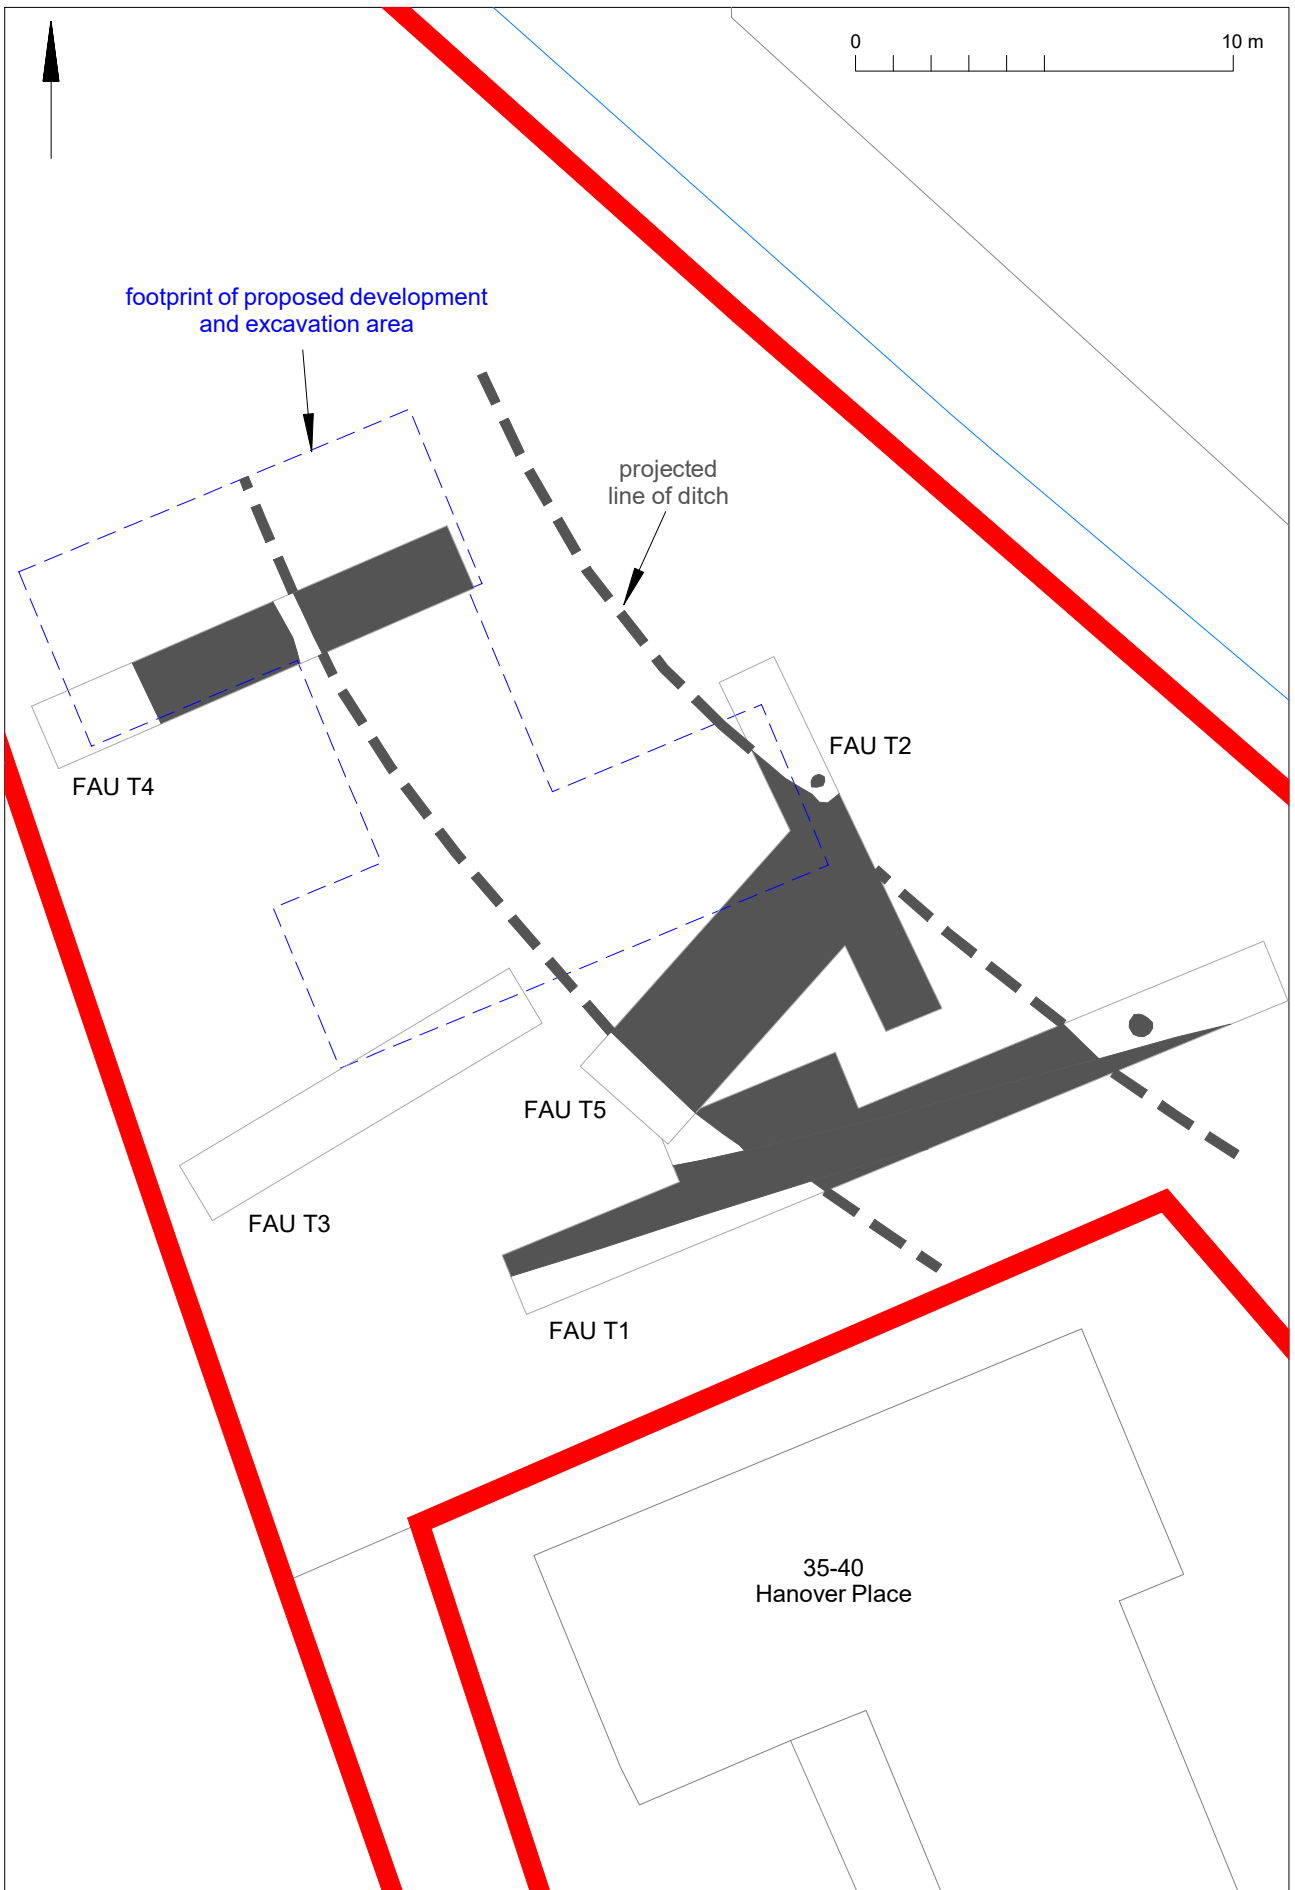 0
10 m
footprint of proposed development
and excavation area
projected
line of ditch
FAU T2
FAU T4
FAU T5
FAU T3
FAU T1
35-40
Hanover Place